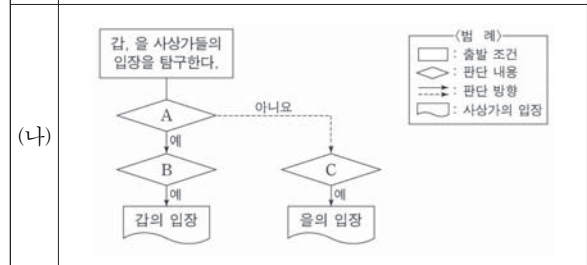 (나)
갑, 을 사상가들의
입장을 탐구한다.
A
아니요
예
B
C
예
예
갑의 입장
을의 입장
〈범 례〉
: 출발 조건
: 판단 내용
: 판단 방향
: 사상가의 입장